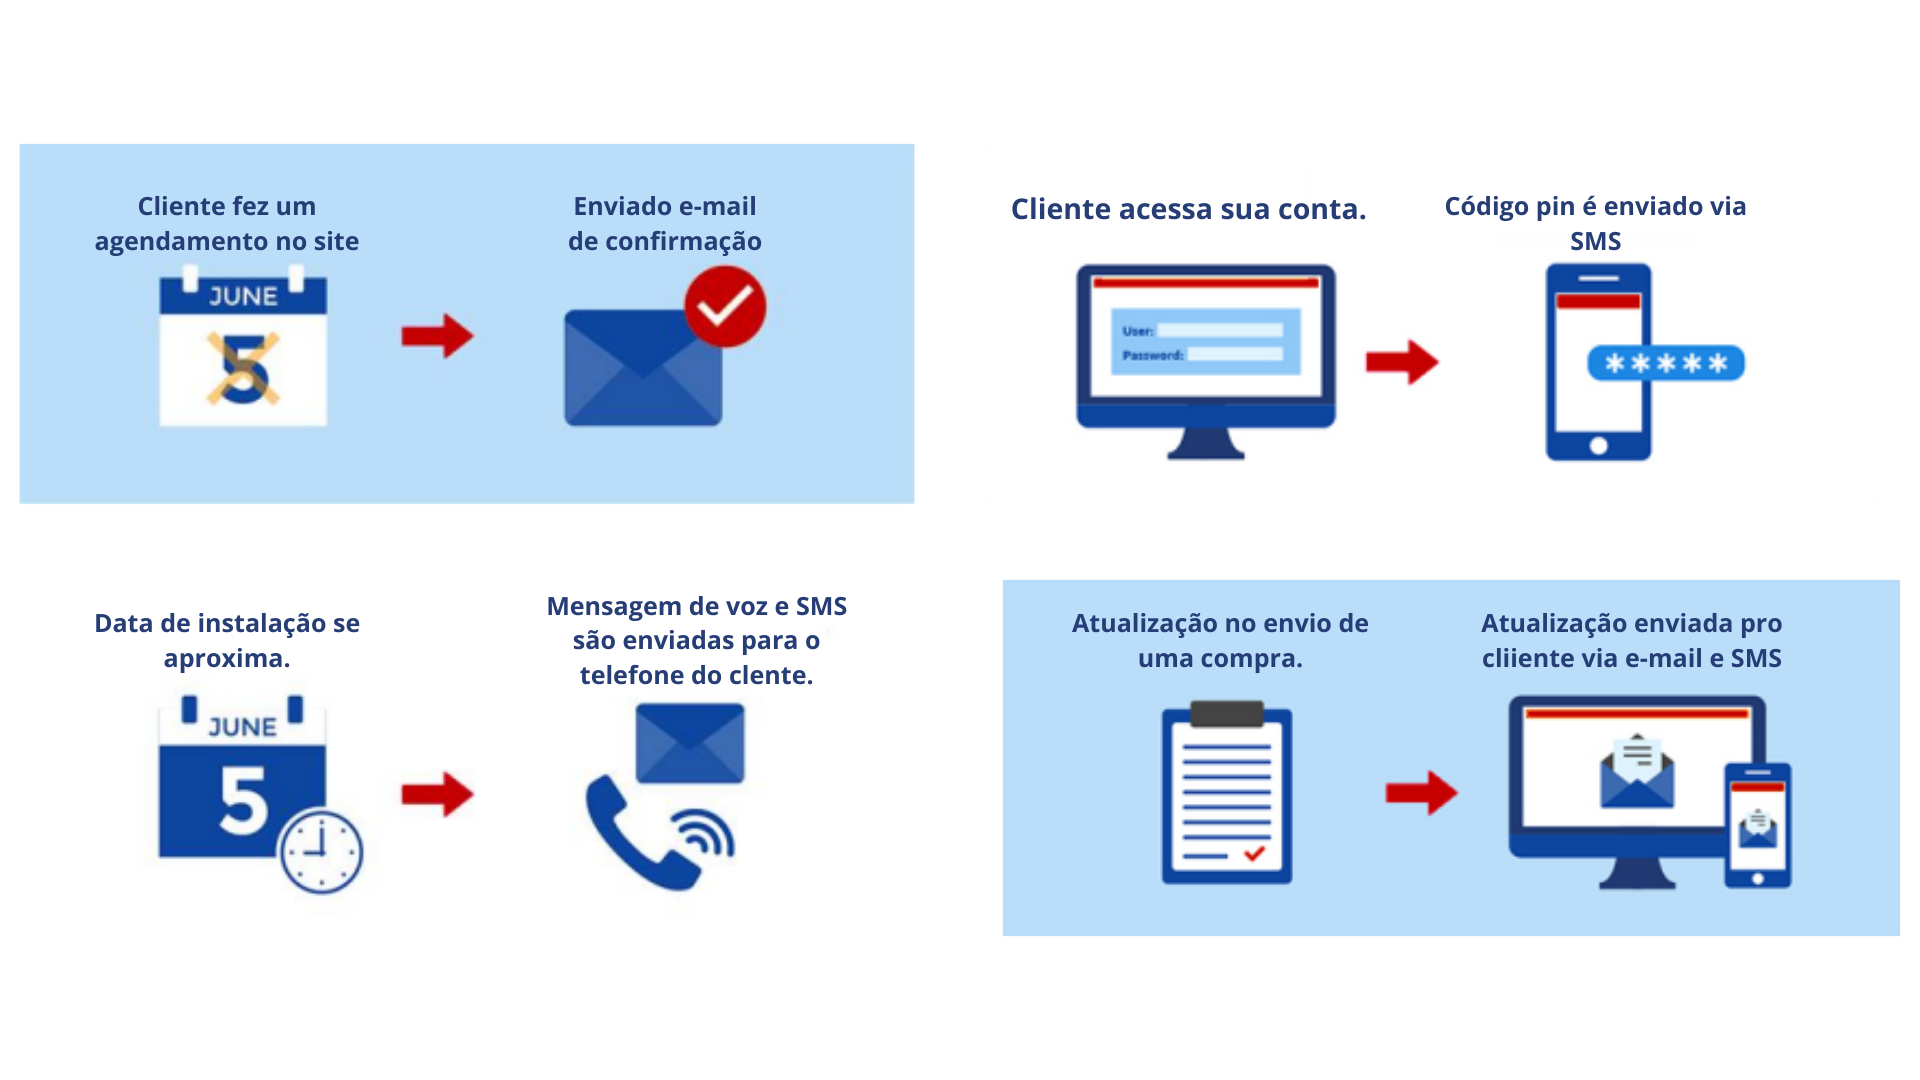 Cliente fez um
agendamento no site
Enviado e-mail
de confirmação
JUNE
5
Cliente acessa sua conta.
Código pin é enviado via
SMS
User:
Password:
*****
Data de instalação se
aproxima.
Mensagem de voz e SMS
são enviadas para o
telefone do clente.
JUNE
5
Atualização no envio de
uma compra.
Atualização enviada pro
cliiente via e-mail e SMS